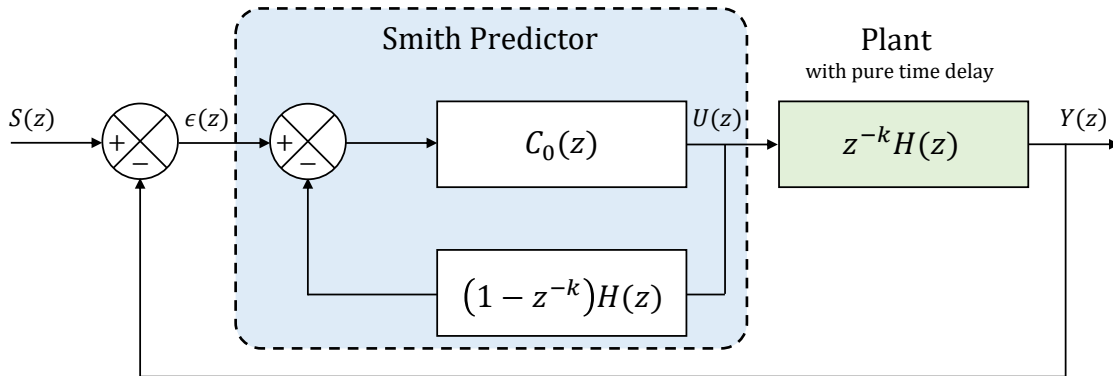 Smith Predictor
Plant
with pure time delay
S(z)
ϵ(z)
U(z)
Y(z)
+
−
+
−
C₀(z)
z⁻ᵏH(z)
(1 − z⁻ᵏ)H(z)